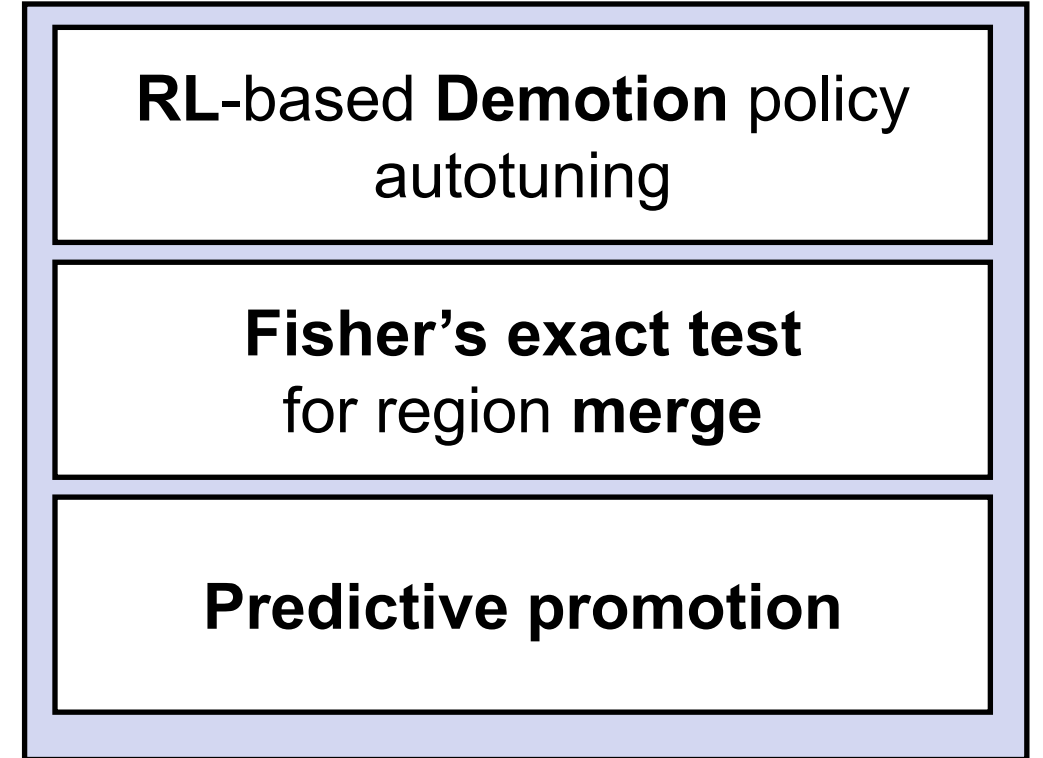 RL-based Demotion policy
autotuning
Fisher’s exact test
for region merge
Predictive promotion